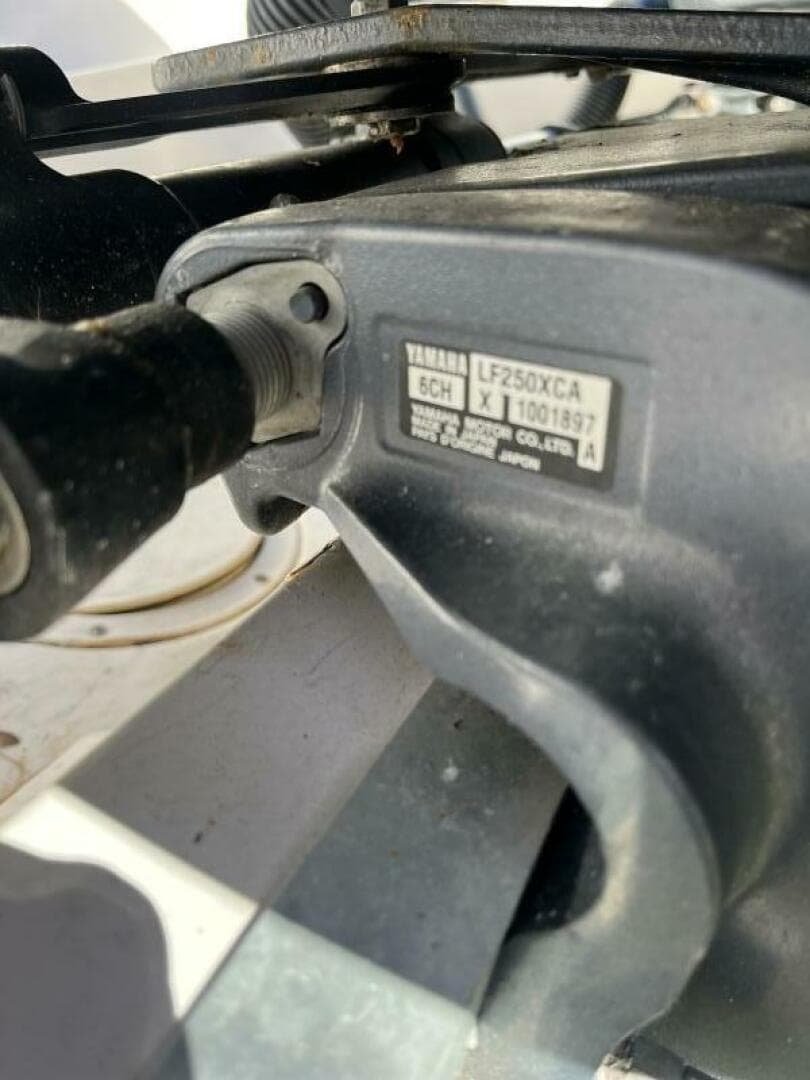 YAMAHA LF250XCA
6CH X 1001897
YAMAHA MOTOR CO.,LTD. A
MADE IN JAPAN
PAYS D'ORIGINE JAPON